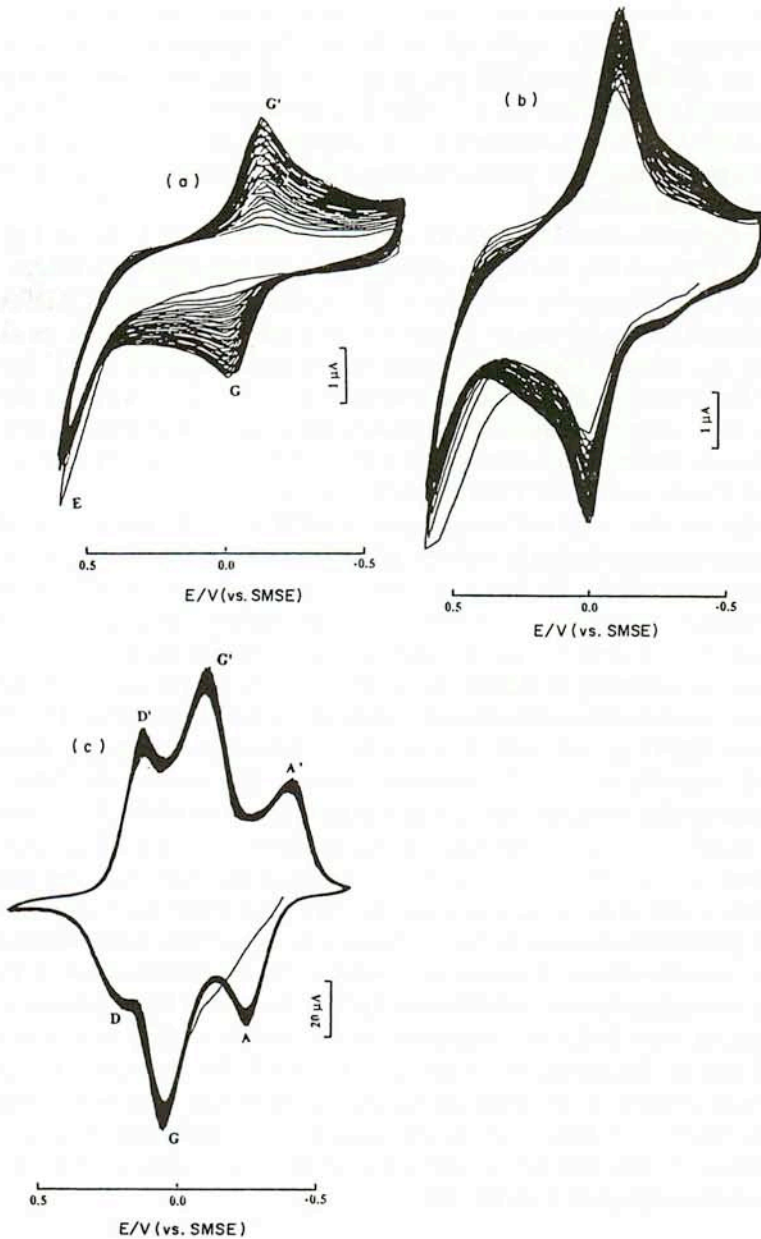 (a)
G'
G
E
1 μA
0.5 0.0 -0.5
E/V (vs. SMSE)
(b)
1 μA
0.5 0.0 -0.5
E/V (vs. SMSE)
(c)
D'
G'
A'
D
G
A
20 μA
0.5 0.0 -0.5
E/V (vs. SMSE)